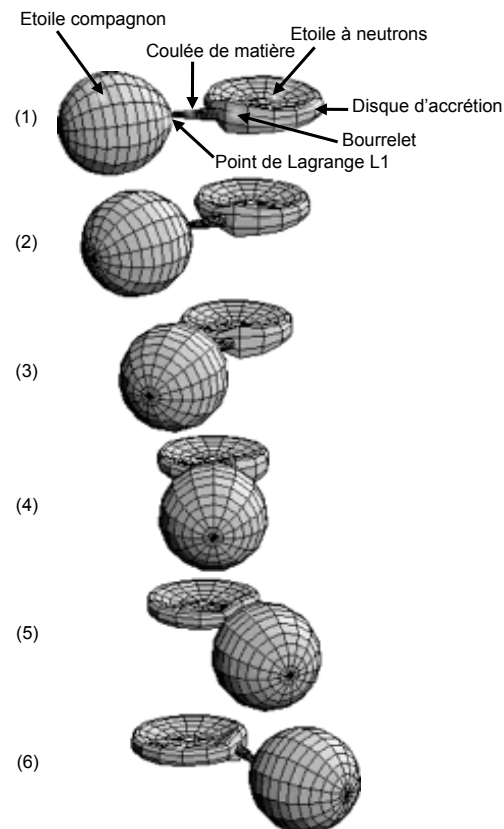 Etoile compagnon
Coulée de matière
Etoile à neutrons
(1)
Disque d'accrétion
Bourrelet
Point de Lagrange L1
(2)
(3)
(4)
(5)
(6)